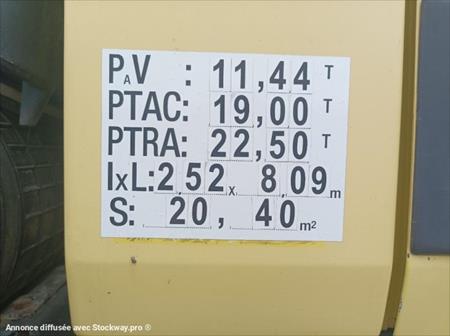 PAV : 11,44 T
PTAC: 19,00 T
PTRA: 22,50 T
IxL: 2,52 x 8,09 m
S: 20, 40 m²
Annonce diffusée avec Stockway.pro ®